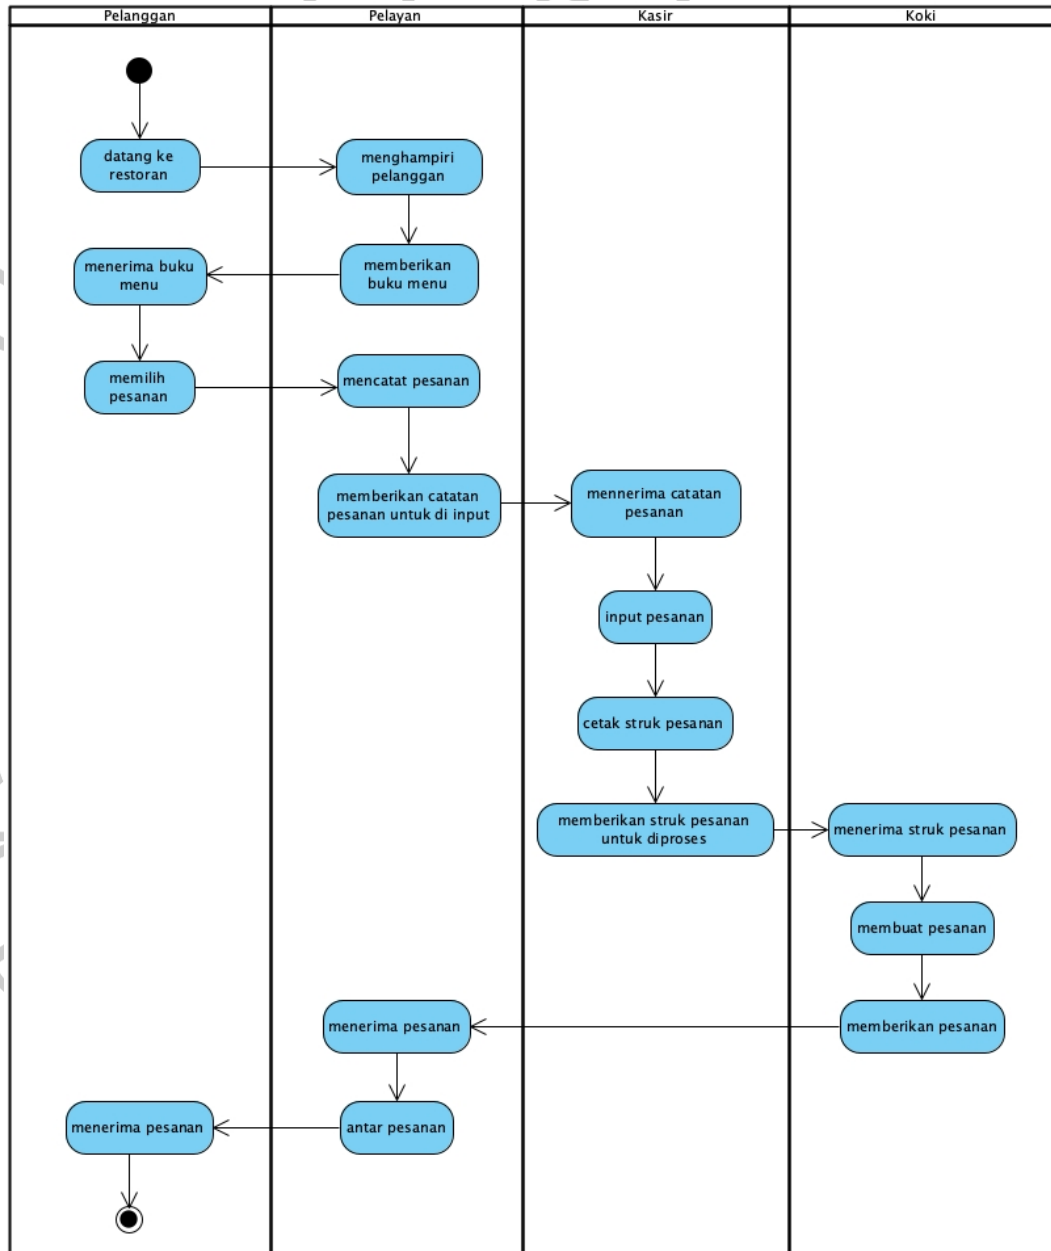 Pelanggan
Pelayan
Kasir
Koki
datang ke
restoran
menghampiri
pelanggan
memberikan
buku menu
menerima buku
menu
memilih
pesanan
mencatat pesanan
memberikan catatan
pesanan untuk di input
mennerima catatan
pesanan
input pesanan
cetak struk pesanan
memberikan struk pesanan
untuk diproses
menerima struk pesanan
membuat pesanan
memberikan pesanan
menerima pesanan
antar pesanan
menerima pesanan